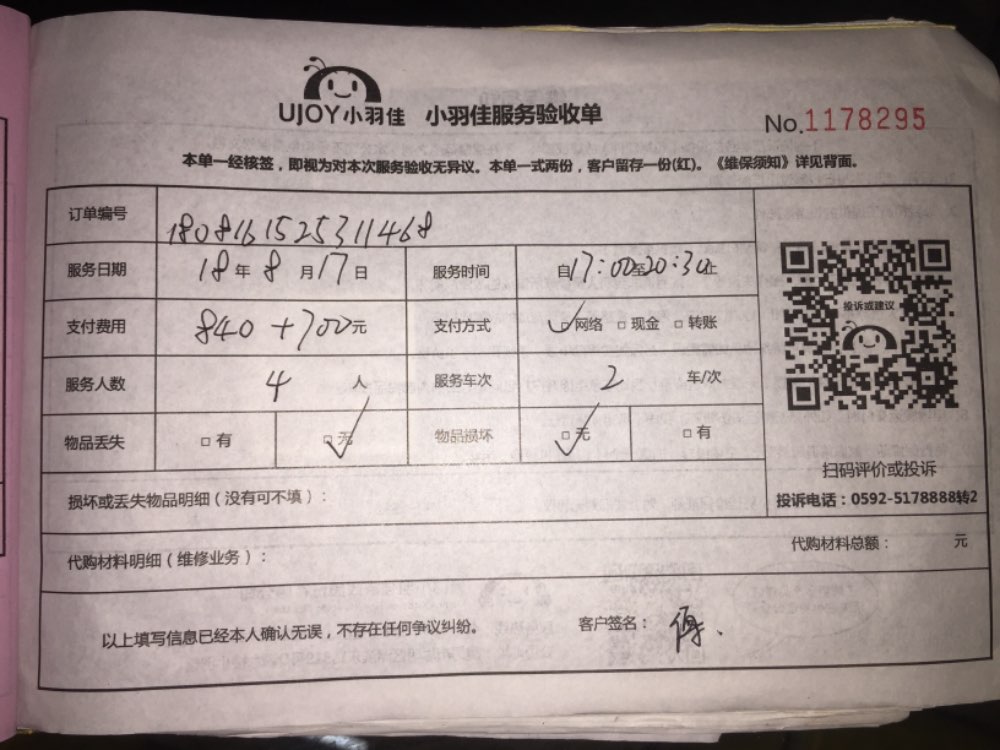 UJOY小羽佳 小羽佳服务验收单 No.1178295
本单一经核签，即视为对本次服务验收无异议。本单一式两份，客户留存一份(红)。《维保须知》详见背面。
订单编号 1808161525311468
服务日期 18年8月17日 服务时间 自17:00至20:30止
支付费用 840+700元 支付方式 ☑网络 □现金 □转账
服务人数 4人 服务车次 2 车/次
物品丢失 □有 ☑无 物品损坏 ☑无 □有
投诉或建议
扫码评价或投诉
投诉电话：0592-5178888转2
损坏或丢失物品明细（没有可不填）：
代购材料明细（维修业务）： 代购材料总额： 元
以上填写信息已经本人确认无误，不存在任何争议纠纷。 客户签名：